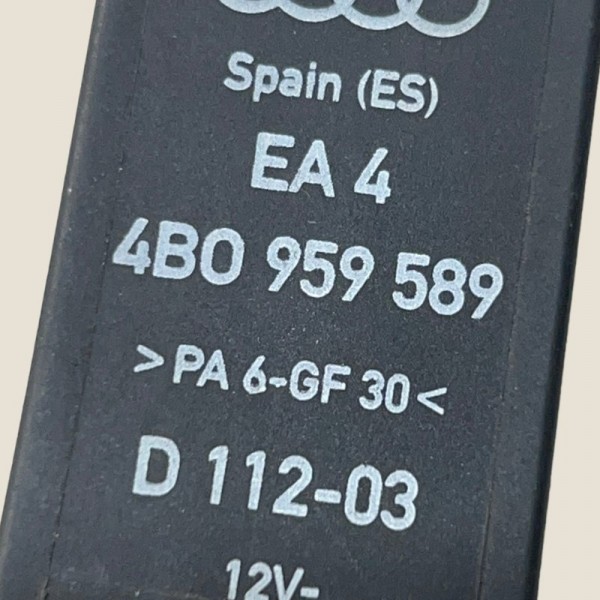 Spain (ES)
EA 4
4B0 959 589
>PA 6-GF 30<
D 112-03
12V-